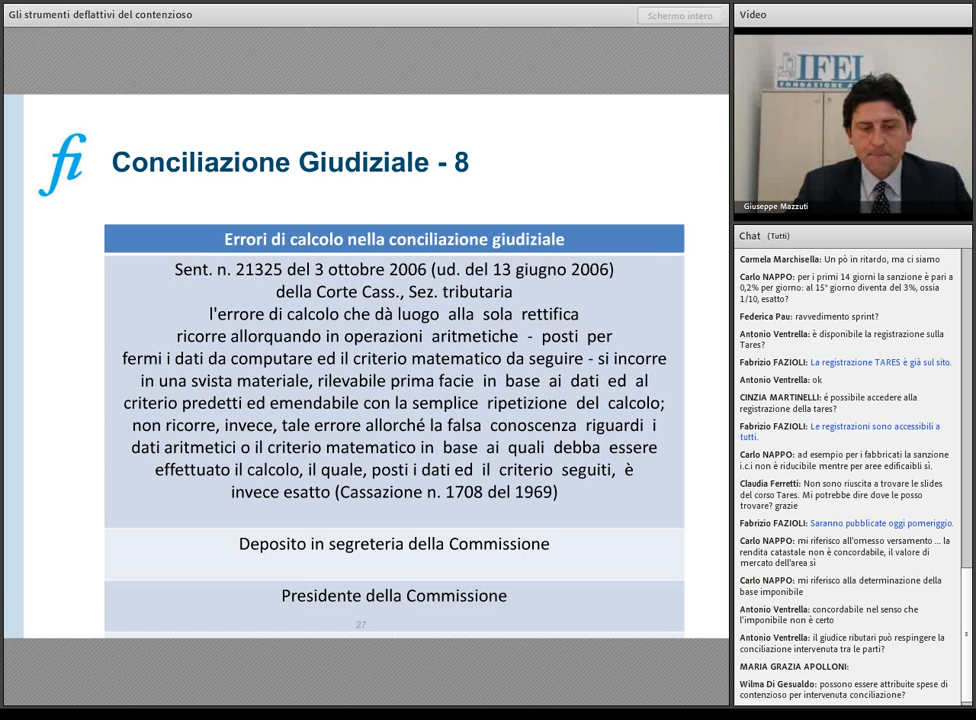 Gli strumenti deflattivi del contenzioso
Schermo intero
Video
fi
Conciliazione Giudiziale - 8
Errori di calcolo nella conciliazione giudiziale
Sent. n. 21325 del 3 ottobre 2006 (ud. del 13 giugno 2006)
della Corte Cass., Sez. tributaria
l'errore di calcolo che dà luogo alla sola rettifica
ricorre allorquando in operazioni aritmetiche - posti per
fermi i dati da computare ed il criterio matematico da seguire - si incorre
in una svista materiale, rilevabile prima facie in base ai dati ed al
criterio predetti ed emendabile con la semplice ripetizione del calcolo;
non ricorre, invece, tale errore allorché la falsa conoscenza riguardi i
dati aritmetici o il criterio matematico in base ai quali debba essere
effettuato il calcolo, il quale, posti i dati ed il criterio seguiti, è
invece esatto (Cassazione n. 1708 del 1969)
Deposito in segreteria della Commissione
Presidente della Commissione
27
IFEL
Giuseppe Mazzuti
Chat (Tutti)
Carmela Marchisella: Un pò in ritardo, ma ci siamo
Carlo NAPPO: per i primi 14 giorni la sanzione è pari a
0,2% per giorno: al 15° giorno diventa del 3%, ossia
1/10, esatto?
Federica Pau: ravvedimento sprint?
Antonio Ventrella: è disponibile la registrazione sulla
Tares?
Fabrizio FAZIOLI: La registrazione TARES è già sul sito.
Antonio Ventrella: ok
CINZIA MARTINELLI: é possibile accedere alla
registrazione della tares?
Fabrizio FAZIOLI: Le registrazioni sono accessibili a
tutti.
Carlo NAPPO: ad esempio per i fabbricati la sanzione
i.c.i non è riducibile mentre per aree edificaibli sì.
Claudia Ferretti: Non sono riuscita a trovare le slides
del corso Tares. Mi potrebbe dire dove le posso
trovare? grazie
Fabrizio FAZIOLI: Saranno pubblicate oggi pomeriggio.
Carlo NAPPO: mi riferisco all'omesso versamento ... la
rendita catastale non è concordabile, il valore di
mercato dell'area sì
Carlo NAPPO: mi riferisco alla determinazione della
base imponibile
Antonio Ventrella: concordabile nel senso che
l'imponibile non è certo
Antonio Ventrella: il giudice ributari può respingere la
conciliazione intervenuta tra le parti?
MARIA GRAZIA APOLLONI:
Wilma Di Gesualdo: possono essere attribuite spese di
contenzioso per intervenuta conciliazione?